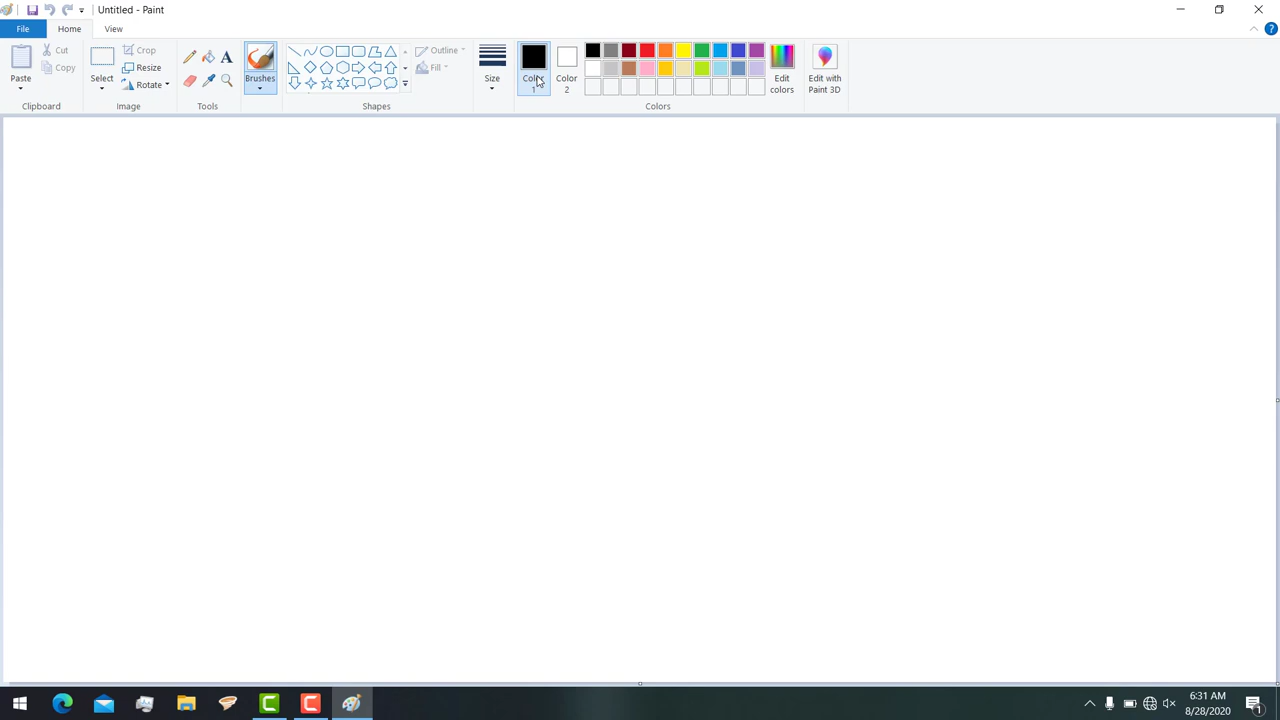 Untitled - Paint
File
Home
View
Paste
Cut
Copy
Clipboard
Select
Crop
Resize
Rotate
Image
A
Tools
Brushes
Outline
Fill
Shapes
Size
Color
1
Color
2
Edit
colors
Colors
Edit with
Paint 3D
6:31 AM
8/28/2020
1